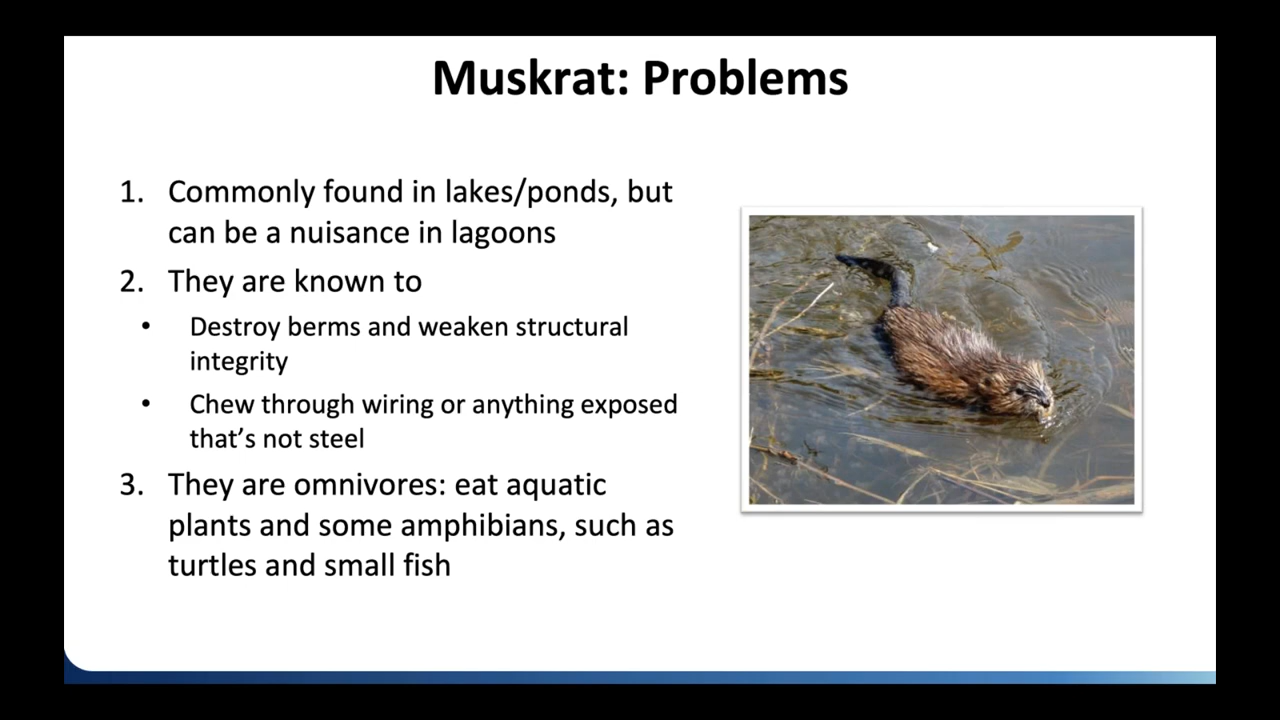 Muskrat: Problems
1. Commonly found in lakes/ponds, but
can be a nuisance in lagoons
2. They are known to
• Destroy berms and weaken structural
integrity
• Chew through wiring or anything exposed
that's not steel
3. They are omnivores: eat aquatic
plants and some amphibians, such as
turtles and small fish